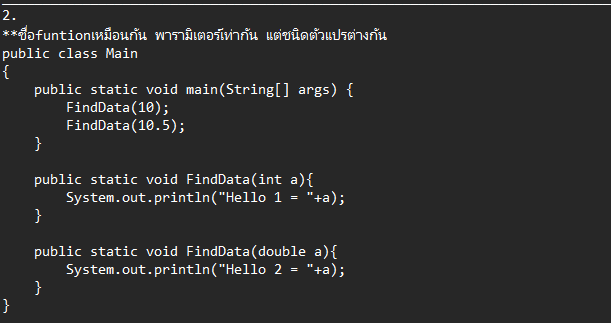 2.
**ชื่อfuntionเหมือนกัน พารามิเตอร์เท่ากัน แต่ชนิดตัวแปรต่างกัน
public class Main
{
    public static void main(String[] args) {
        FindData(10);
        FindData(10.5);
    }

    public static void FindData(int a){
        System.out.println("Hello 1 = "+a);
    }

    public static void FindData(double a){
        System.out.println("Hello 2 = "+a);
    }
}